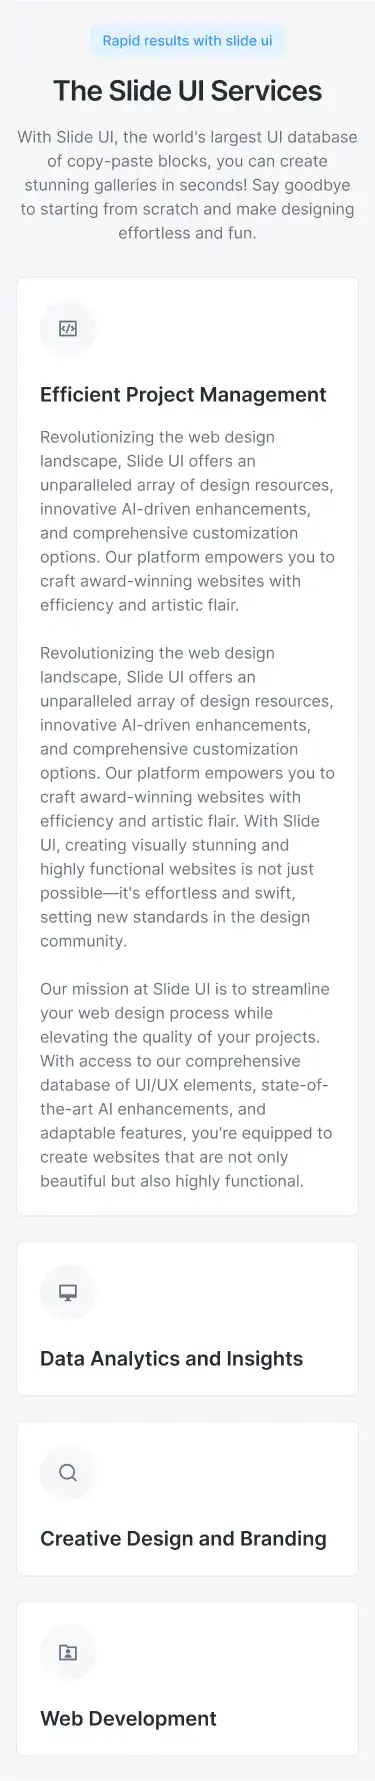 Rapid results with slide ui
The Slide UI Services
With Slide UI, the world's largest UI database
of copy-paste blocks, you can create
stunning galleries in seconds! Say goodbye
to starting from scratch and make designing
effortless and fun.
Efficient Project Management
Revolutionizing the web design
landscape, Slide UI offers an
unparalleled array of design resources,
innovative AI-driven enhancements,
and comprehensive customization
options. Our platform empowers you to
craft award-winning websites with
efficiency and artistic flair.
Revolutionizing the web design
landscape, Slide UI offers an
unparalleled array of design resources,
innovative AI-driven enhancements,
and comprehensive customization
options. Our platform empowers you to
craft award-winning websites with
efficiency and artistic flair. With Slide
UI, creating visually stunning and
highly functional websites is not just
possible—it's effortless and swift,
setting new standards in the design
community.
Our mission at Slide UI is to streamline
your web design process while
elevating the quality of your projects.
With access to our comprehensive
database of UI/UX elements, state-of-
the-art AI enhancements, and
adaptable features, you're equipped to
create websites that are not only
beautiful but also highly functional.
Data Analytics and Insights
Creative Design and Branding
Web Development